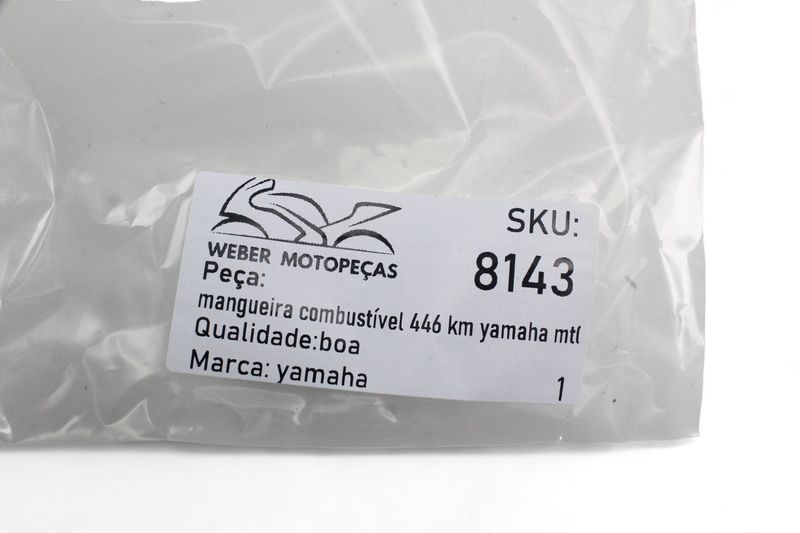 WEBER MOTOPEÇAS
SKU:
8143
Peça:
mangueira combustível 446 km yamaha
Qualidade:boa
Marca: yamaha
1